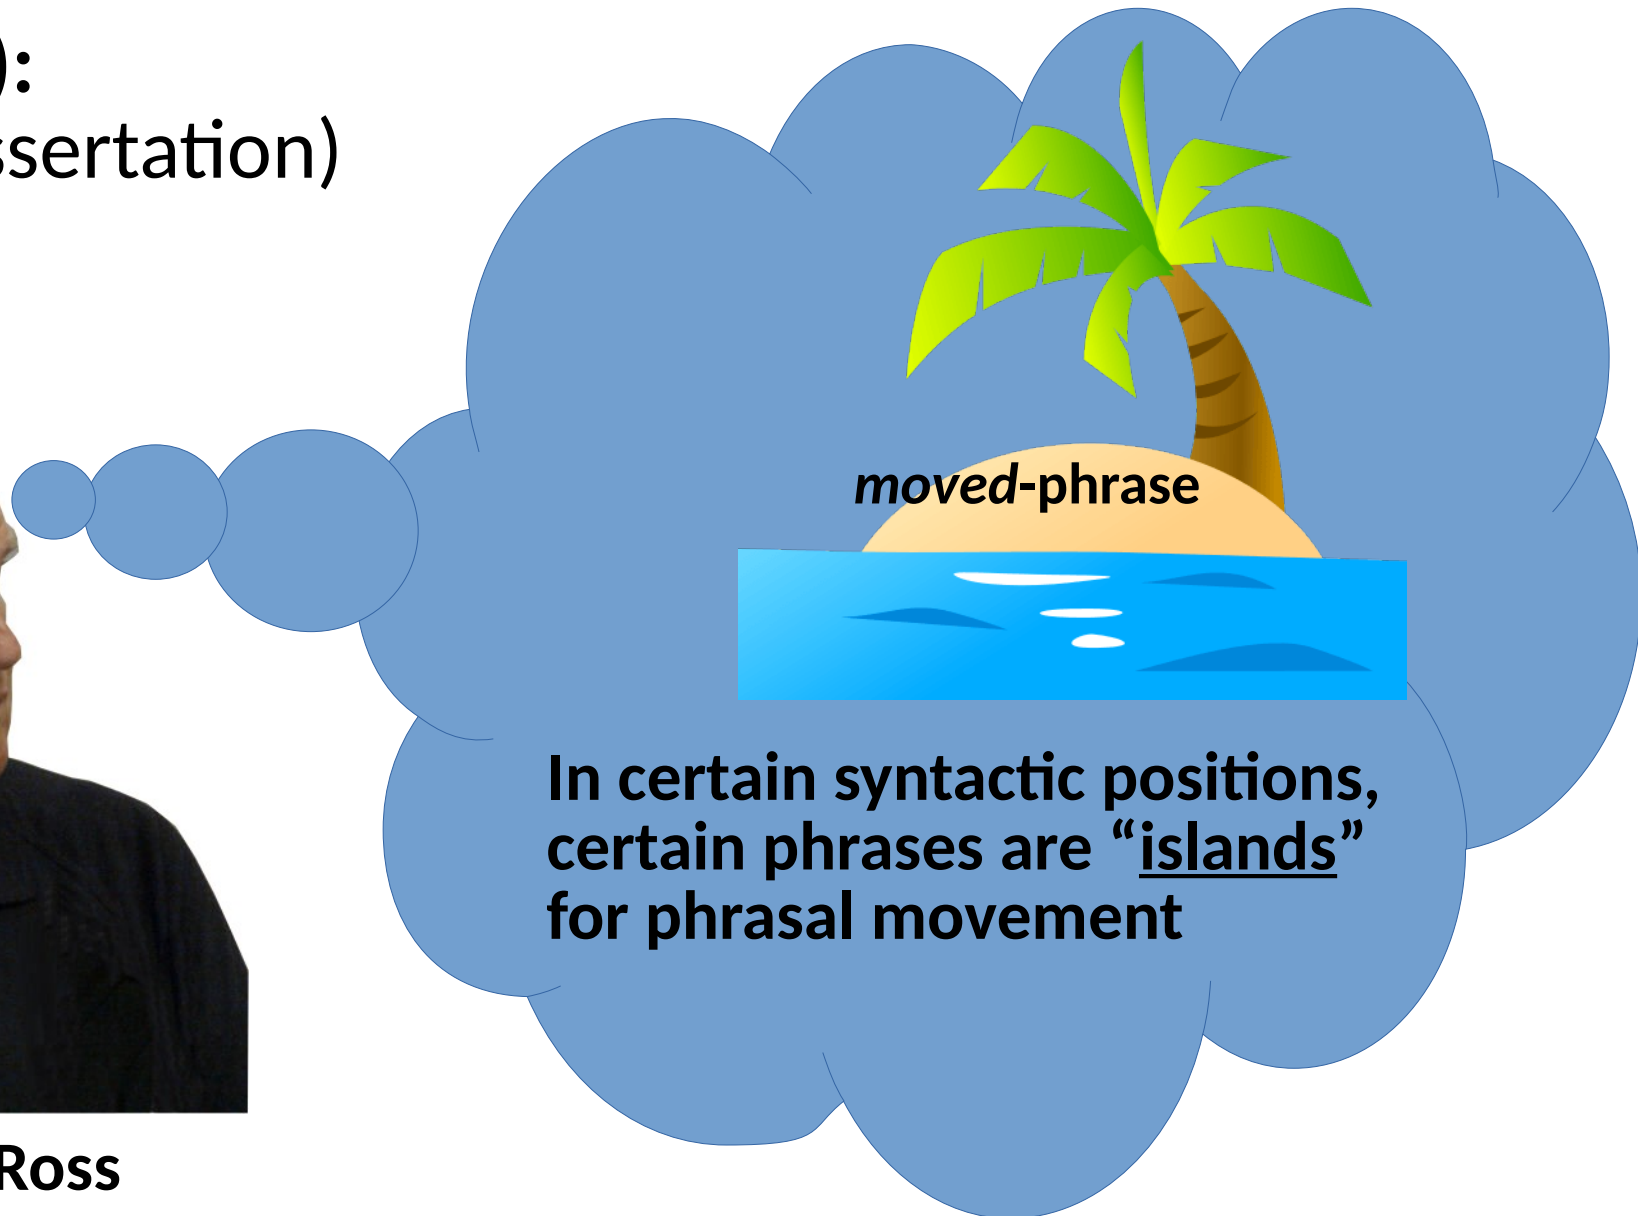 ):
ssertation)
moved-phrase
In certain syntactic positions,
certain phrases are “islands”
for phrasal movement
Ross